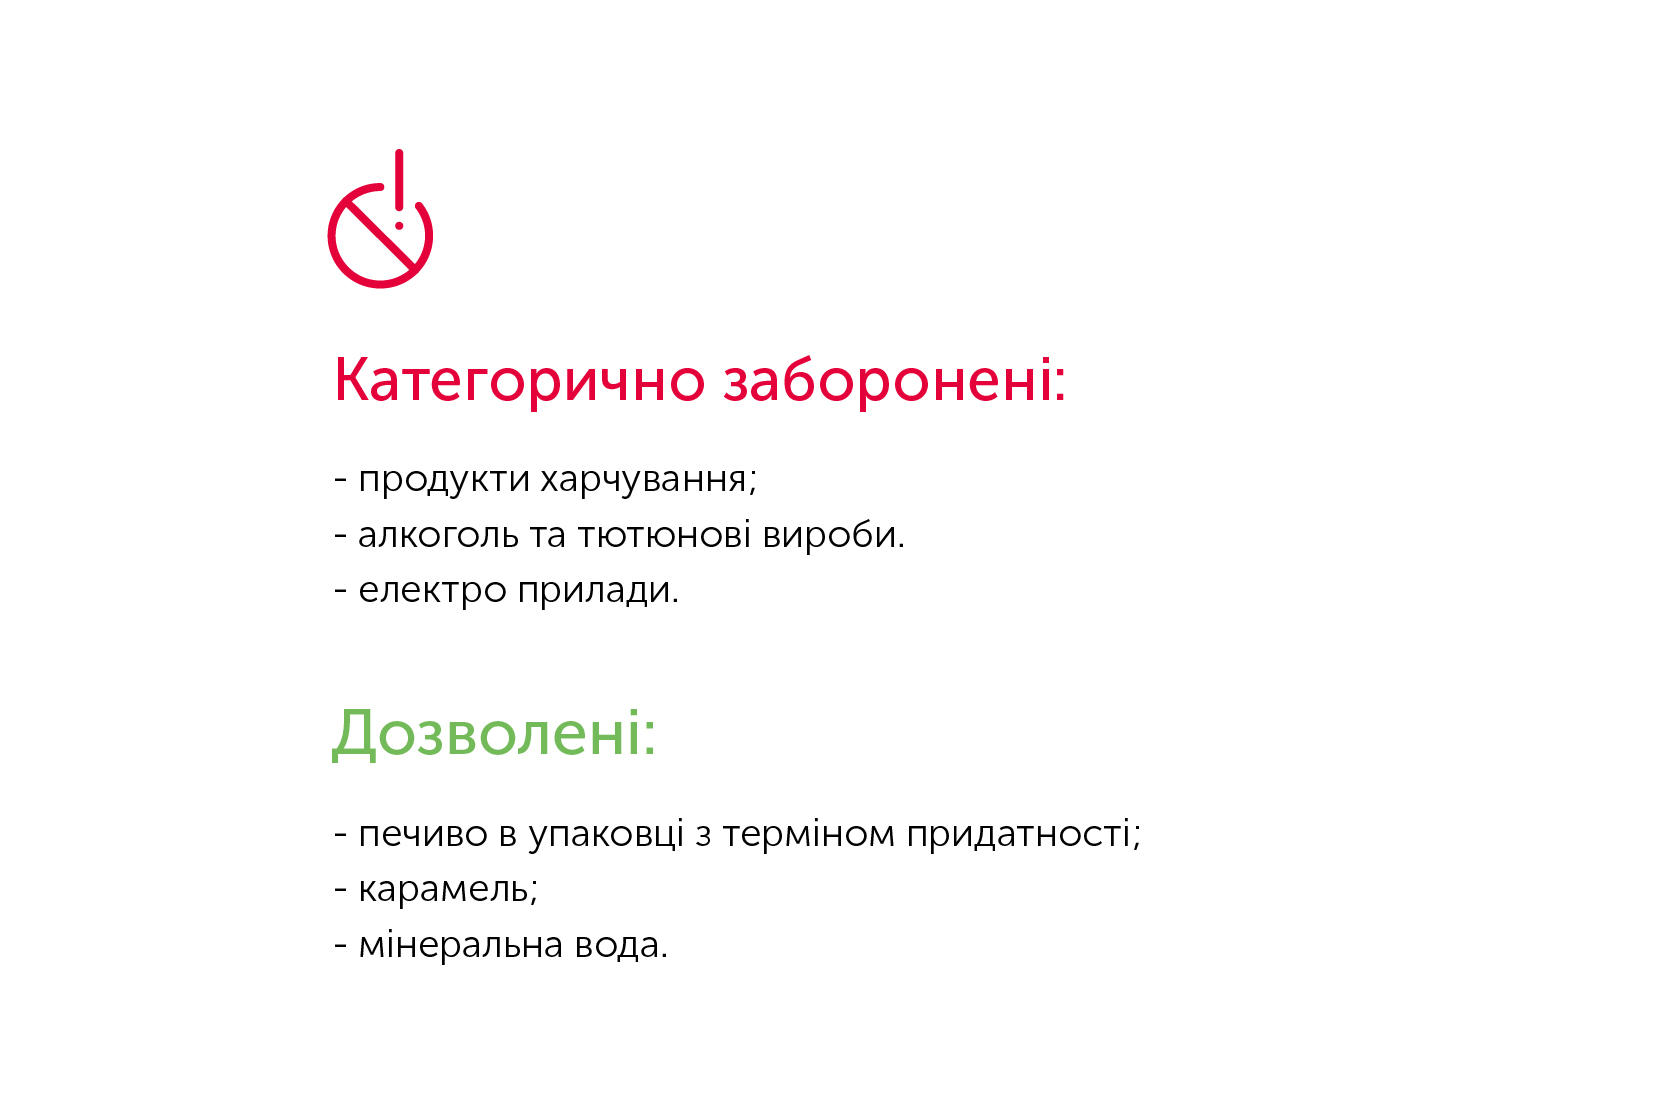 Категорично заборонені:
- продукти харчування;
- алкоголь та тютюнові вироби.
- електро прилади.
Дозволені:
- печиво в упаковці з терміном придатності;
- карамель;
- мінеральна вода.